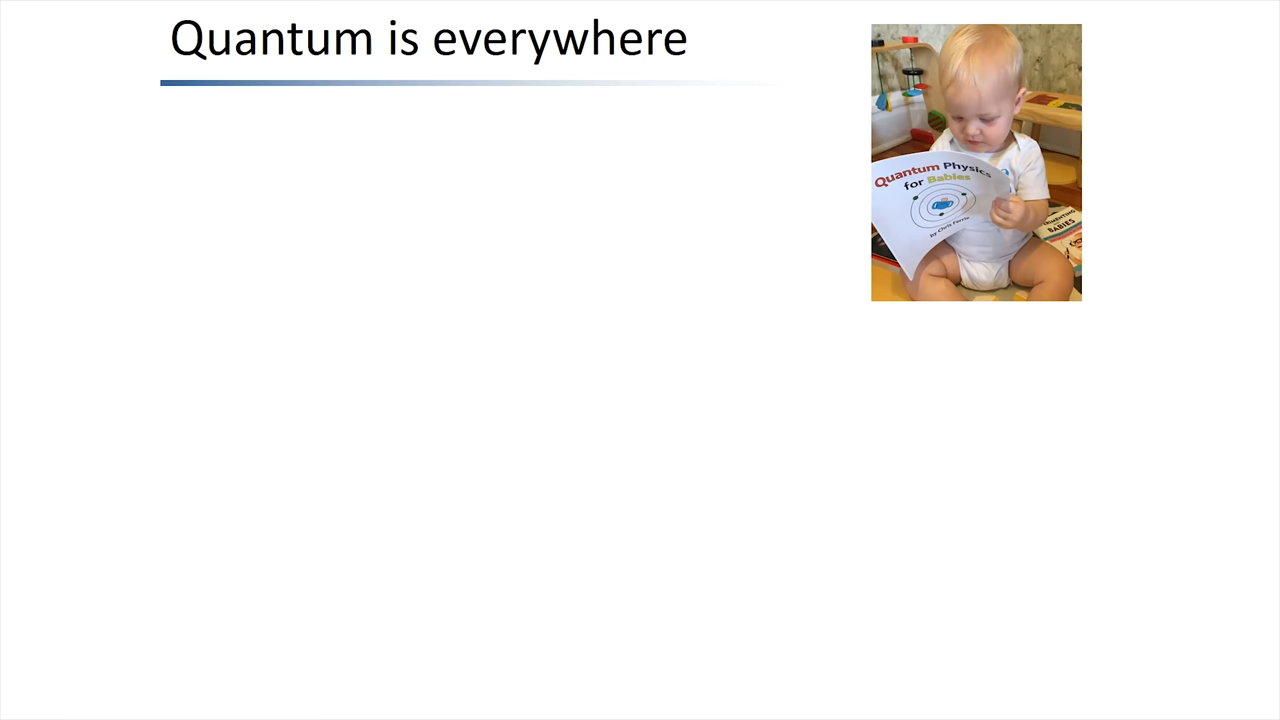 Quantum is everywhere
Quantum Physics
for Babies
by Chris Ferrie
BABIES